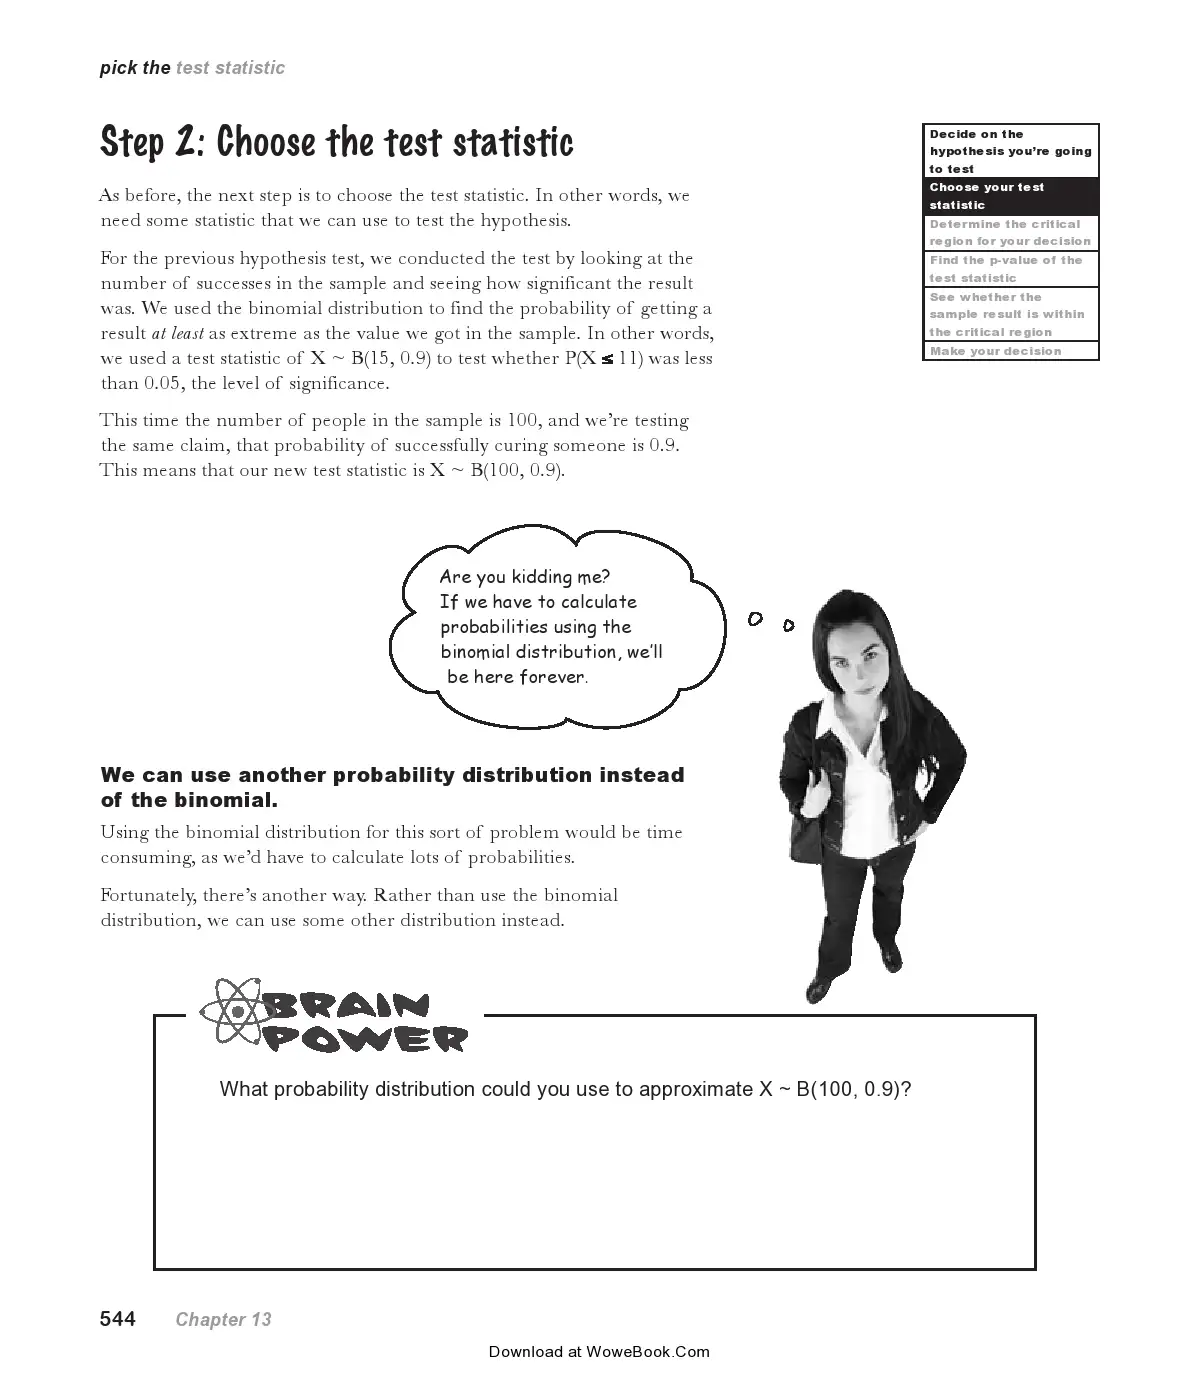 pick the test statistic
Step 2: Choose the test statistic
As before, the next step is to choose the test statistic. In other words, we
need some statistic that we can use to test the hypothesis.
For the previous hypothesis test, we conducted the test by looking at the
number of successes in the sample and seeing how significant the result
was. We used the binomial distribution to find the probability of getting a
result at least as extreme as the value we got in the sample. In other words,
we used a test statistic of X ~ B(15, 0.9) to test whether P(X ≤ 11) was less
than 0.05, the level of significance.
This time the number of people in the sample is 100, and we're testing
the same claim, that probability of successfully curing someone is 0.9.
This means that our new test statistic is X ~ B(100, 0.9).
Decide on the
hypothesis you're going
to test
Choose your test
statistic
Determine the critical
region for your decision
Find the p-value of the
test statistic
See whether the
sample result is within
the critical region
Make your decision
Are you kidding me?
If we have to calculate
probabilities using the
binomial distribution, we'll
be here forever.
We can use another probability distribution instead
of the binomial.
Using the binomial distribution for this sort of problem would be time
consuming, as we'd have to calculate lots of probabilities.
Fortunately, there's another way. Rather than use the binomial
distribution, we can use some other distribution instead.
BRAIN
POWER
What probability distribution could you use to approximate X ~ B(100, 0.9)?
544 Chapter 13
Download at WoweBook.Com